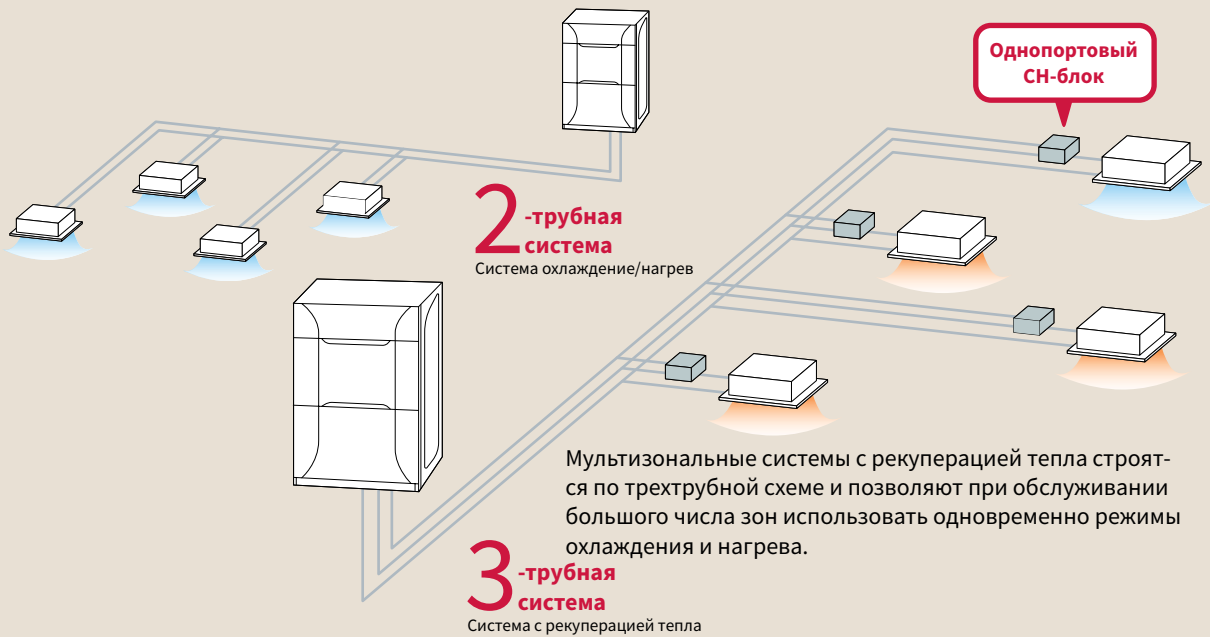 Однопортовый
СН-блок
2-трубная
система
Система охлаждение/нагрев
Мультизональные системы с рекуперацией тепла строят-
ся по трехтрубной схеме и позволяют при обслуживании
большого числа зон использовать одновременно режимы
охлаждения и нагрева.
3-трубная
система
Система с рекуперацией тепла